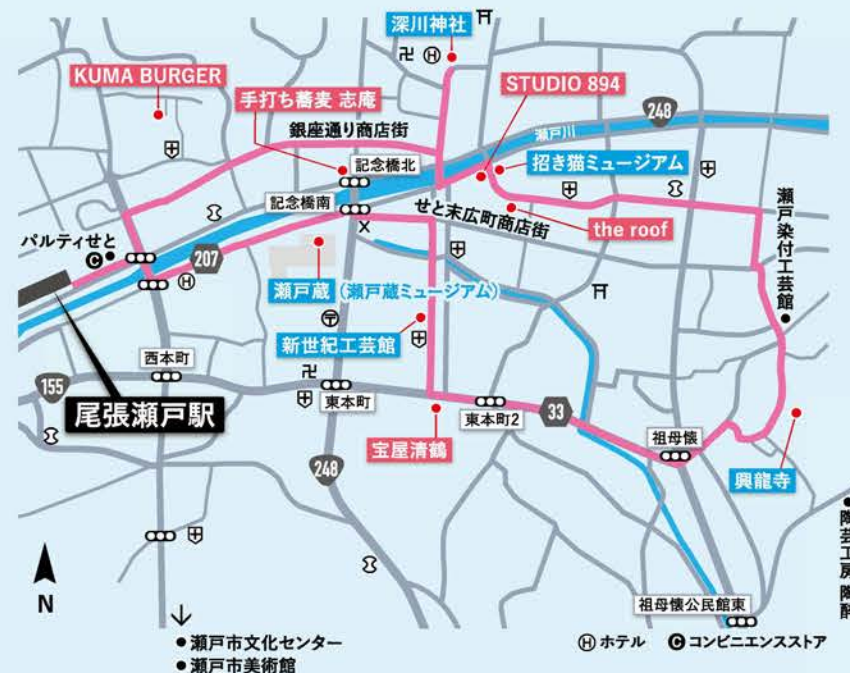 深川神社
H
KUMA BURGER
手打ち蕎麦 志庵
STUDIO 894
248
銀座通り商店街
瀬戸川
記念橋北
招き猫ミュージアム
記念橋南
せと末広町商店街
the roof
瀬戸染付工芸館
パルティせと
C
207
H
瀬戸蔵(瀬戸蔵ミュージアム)
新世紀工芸館
西本町
155
東本町
尾張瀬戸駅
東本町2
33
宝屋清鶴
祖母懐
248
興龍寺
陶芸工房 陶酔
N
祖母懐公民館東
瀬戸市文化センター
瀬戸市美術館
H ホテル
C コンビニエンスストア